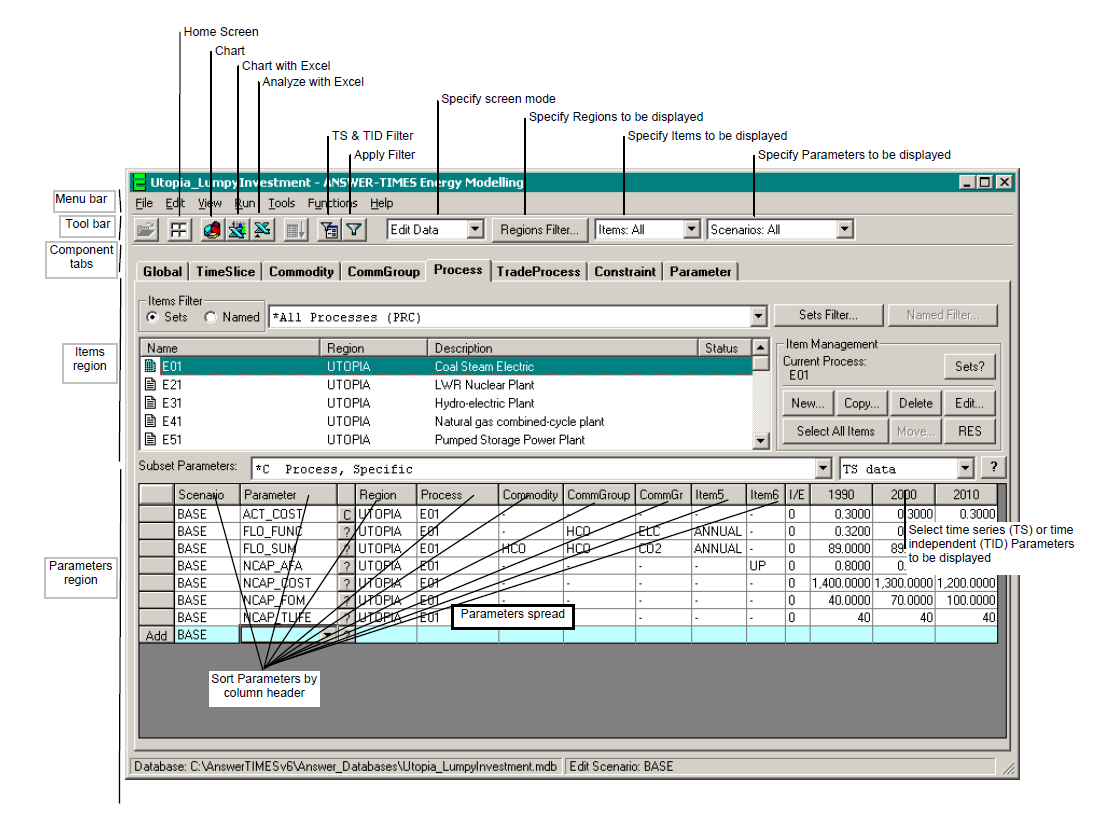 Home Screen
Chart
Chart with Excel
Analyze with Excel
Specify screen mode
Specify Regions to be displayed
TS & TID Filter
Specify Items to be displayed
Apply Filter
Specify Parameters to be displayed
Utopia_LumpyInvestment - ANSWER-TIMES Energy Modelling
Menu bar
File Edit View Run Tools Functions Help
Tool bar
Edit Data Regions Filter... Items: All Scenarios: All
Component
tabs
Global TimeSlice Commodity CommGroup Process TradeProcess Constraint Parameter
Items Filter
Sets Named *All Processes (PRC) Sets Filter... Named Filter...
Items
region
Name Region Description Status
E01 UTOPIA Coal Steam Electric
E21 UTOPIA LWR Nuclear Plant
E31 UTOPIA Hydro-electric Plant
E41 UTOPIA Natural gas combined-cycle plant
E51 UTOPIA Pumped Storage Power Plant
Item Management
Current Process:
E01
Sets?
New... Copy... Delete Edit...
Select All Items Move... RES
Subset Parameters: *C Process, Specific TS data ?
Parameters
region
Scenario Parameter Region Process Commodity CommGroup CommGr Item5 Item6 I/E 1990 2000 2010
BASE ACT_COST C UTOPIA E01 - - - - - 0 0.3000 0.3000 0.3000
BASE FLO_FUNC ? UTOPIA E01 - HCO ELC ANNUAL - 0 0.3200 0.
BASE FLO_SUM ? UTOPIA E01 HCO HCO CO2 ANNUAL - 0 89.0000 89.
BASE NCAP_AFA ? UTOPIA E01 - - - - UP 0 0.8000 0.
BASE NCAP_COST ? UTOPIA E01 - - - - - 0 1,400.0000 1,300.0000 1,200.0000
BASE NCAP_FOM ? UTOPIA E01 - - - - - 0 40.0000 70.0000 100.0000
BASE NCAP_TLIFE ? UTOPIA E01 - - - 0 40 40 40
Add BASE ?
Select time series (TS) or time
independent (TID) Parameters
to be displayed
Parameters spread
Sort Parameters by
column header
Database: C:\AnswerTIMESv6\Answer_Databases\Utopia_LumpyInvestment.mdb Edit Scenario: BASE